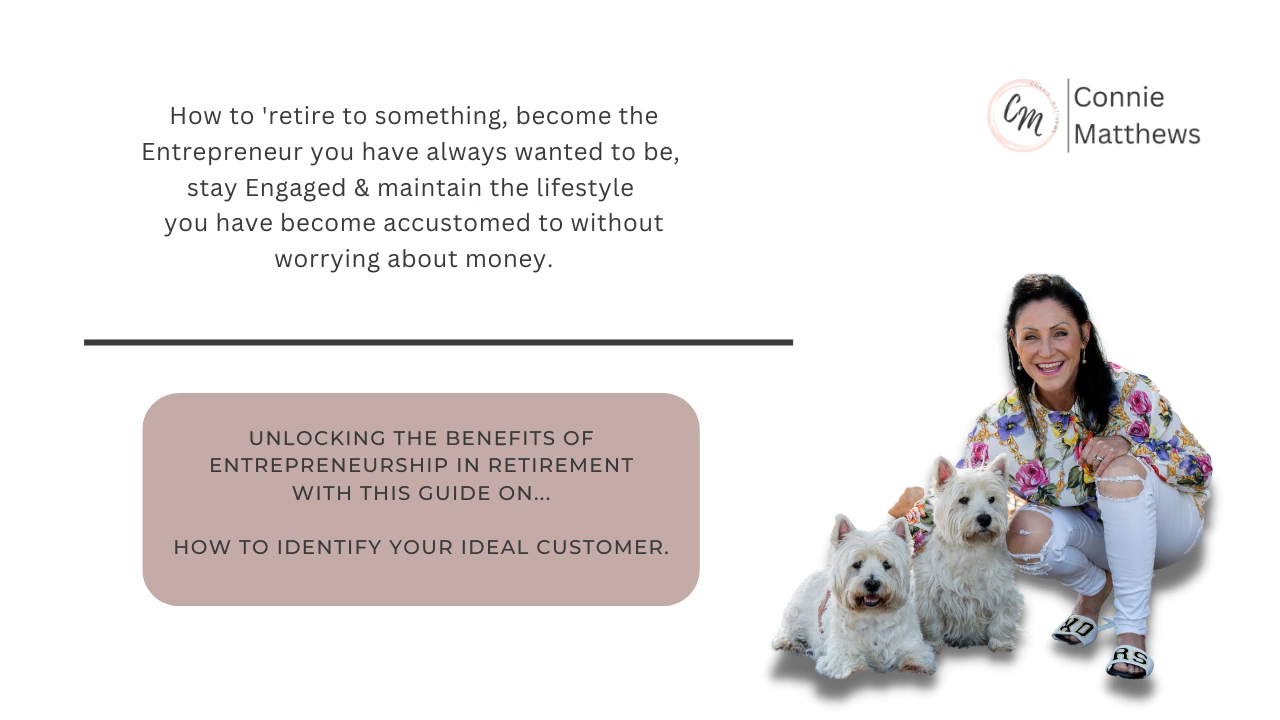 How to 'retire to something, become the
Entrepreneur you have always wanted to be,
stay Engaged & maintain the lifestyle
you have become accustomed to without
worrying about money.
CM
Connie
Matthews
UNLOCKING THE BENEFITS OF
ENTREPRENEURSHIP IN RETIREMENT
WITH THIS GUIDE ON...
HOW TO IDENTIFY YOUR IDEAL CUSTOMER.
RS